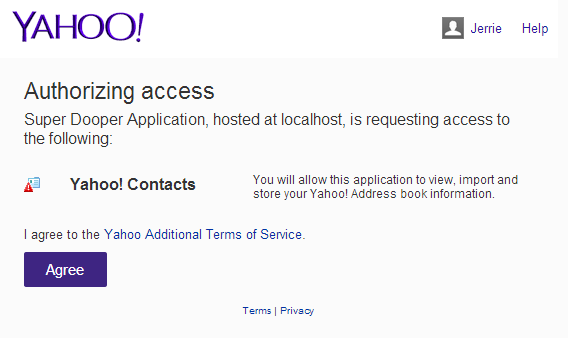 YAHOO!
Jerrie
Help
Authorizing access
Super Dooper Application, hosted at localhost, is requesting access to
the following:
Yahoo! Contacts
You will allow this application to view, import and
store your Yahoo! Address book information.
I agree to the Yahoo Additional Terms of Service.
Agree
Terms | Privacy